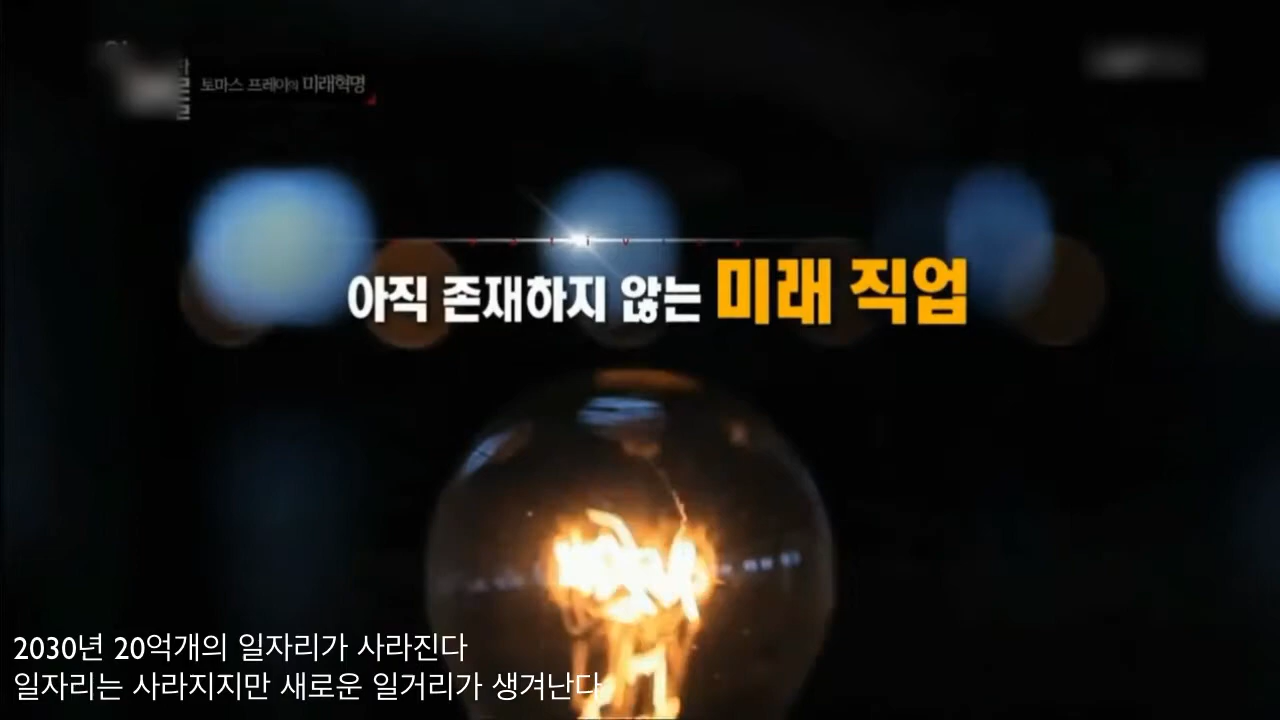 토마스 프레이의 미래혁명
아직 존재하지 않는 미래 직업
2030년 20억개의 일자리가 사라진다
일자리는 사라지지만 새로운 일거리가 생겨난다